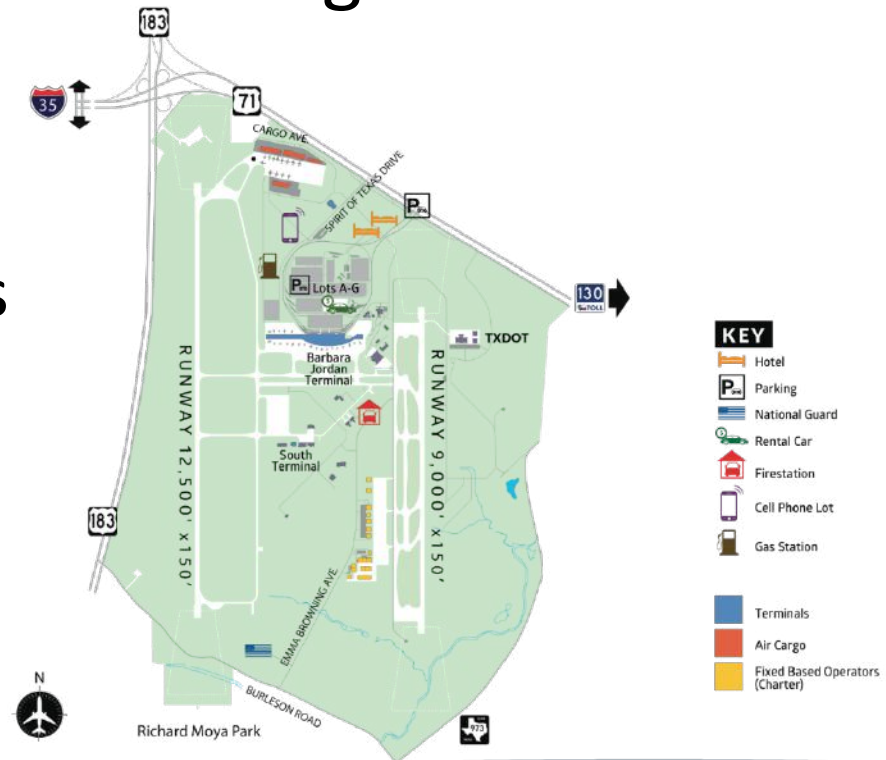 g
s
183
35
71
CARGO AVE.
SPIRIT OF TEXAS DRIVE
P
P
Lots A-G
130
TOLL
TXDOT
Barbara
Jordan
Terminal
RUNWAY 12,500' x150'
RUNWAY 9,000' x150'
South
Terminal
183
EMMA BROWNING AVE.
BURLESON ROAD
N
Richard Moya Park
973
KEY
Hotel
P
Parking
National Guard
Rental Car
Firestation
Cell Phone Lot
Gas Station
Terminals
Air Cargo
Fixed Based Operators
(Charter)